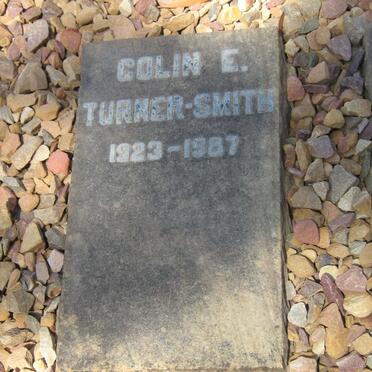 COLIN E.
TURNER-SMITH
1923-1987